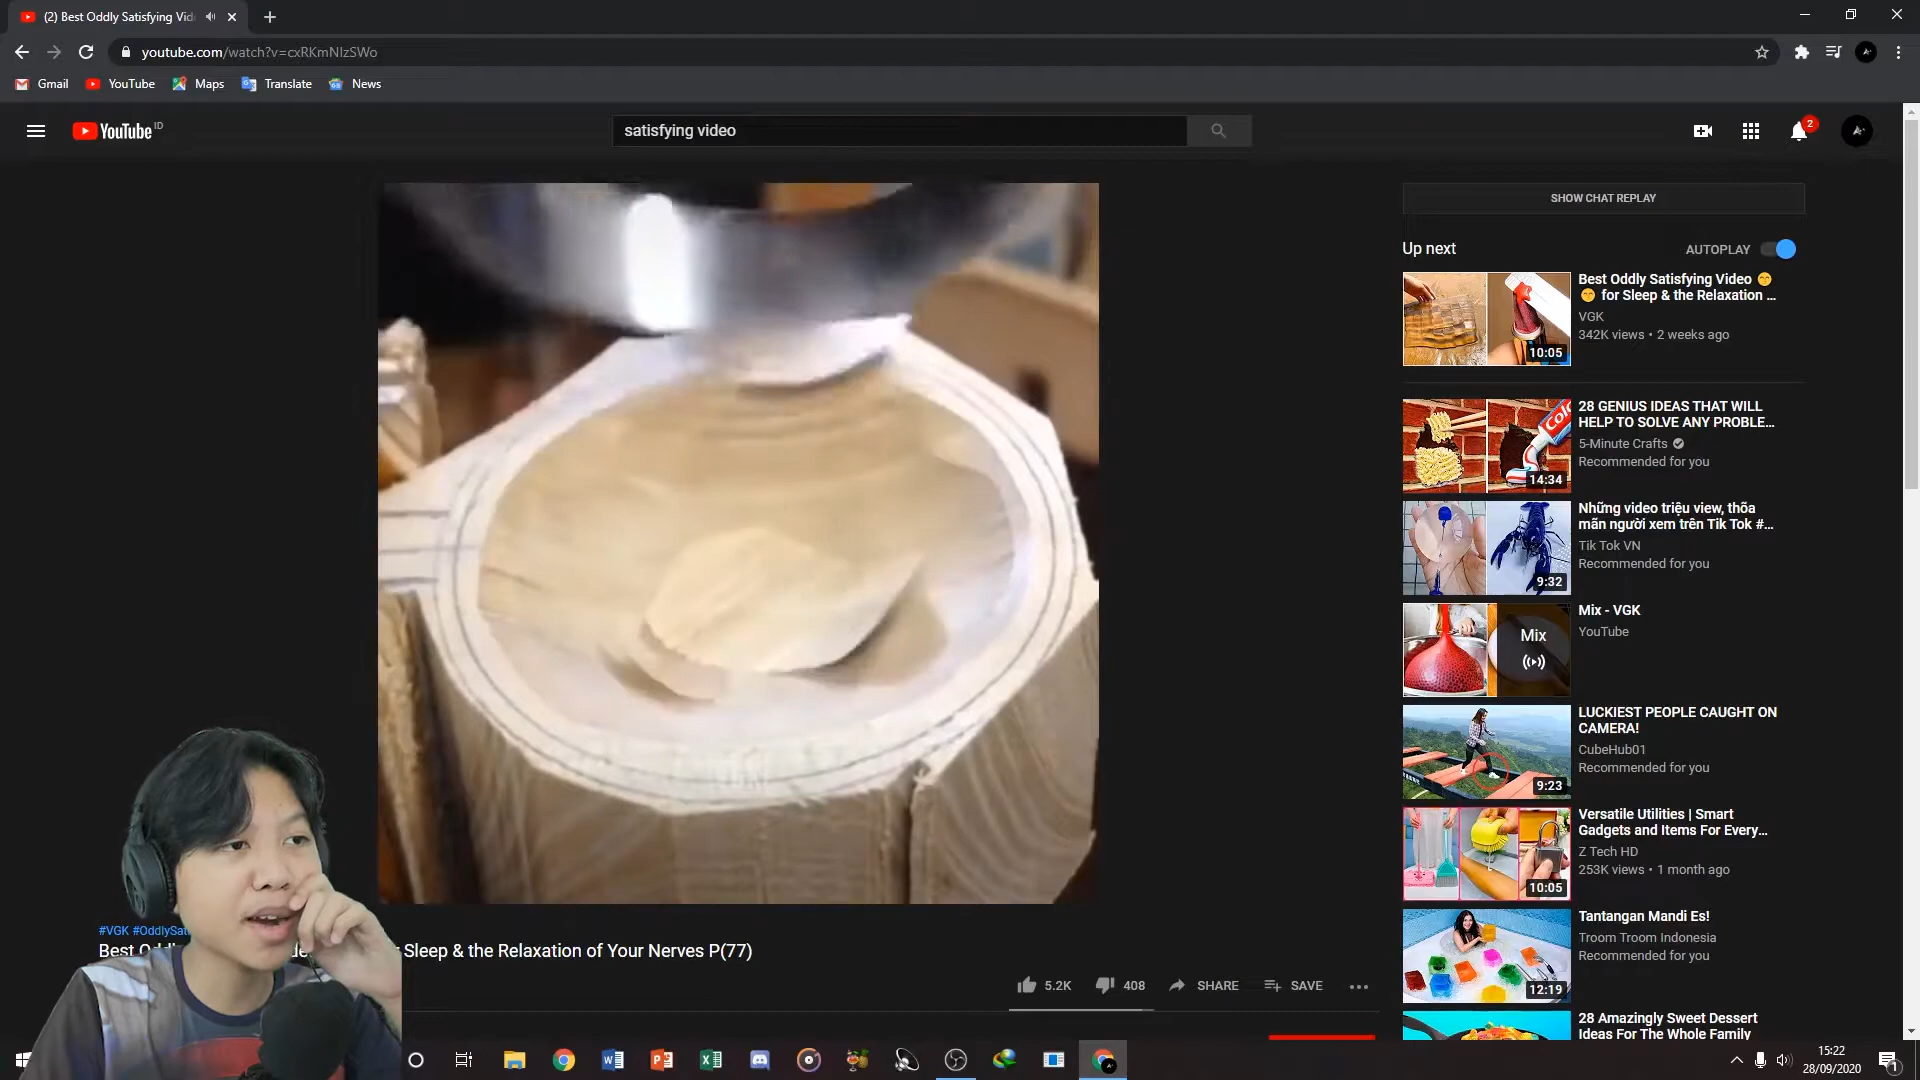 (2) Best Oddly Satisfying Vid
youtube.com/watch?v=cxRKmNIzSWo
Gmail
YouTube
Maps
Translate
News
YouTube ID
satisfying video
2
SHOW CHAT REPLAY
Up next
AUTOPLAY
Best Oddly Satisfying Video 😁
😁 for Sleep & the Relaxation ...
VGK
342K views • 2 weeks ago
10:05
28 GENIUS IDEAS THAT WILL
HELP TO SOLVE ANY PROBLE...
5-Minute Crafts
Recommended for you
14:34
Những video triệu view, thõa
mãn người xem trên Tik Tok #...
Tik Tok VN
Recommended for you
9:32
Mix - VGK
YouTube
Mix
LUCKIEST PEOPLE CAUGHT ON
CAMERA!
CubeHub01
Recommended for you
9:23
Versatile Utilities | Smart
Gadgets and Items For Every...
Z Tech HD
253K views • 1 month ago
10:05
Tantangan Mandi Es!
Troom Troom Indonesia
Recommended for you
12:19
28 Amazingly Sweet Dessert
Ideas For The Whole Family
#VGK #OddlySat
Best Od
Sleep & the Relaxation of Your Nerves P(77)
5.2K
408
SHARE
SAVE
15:22
28/09/2020
1